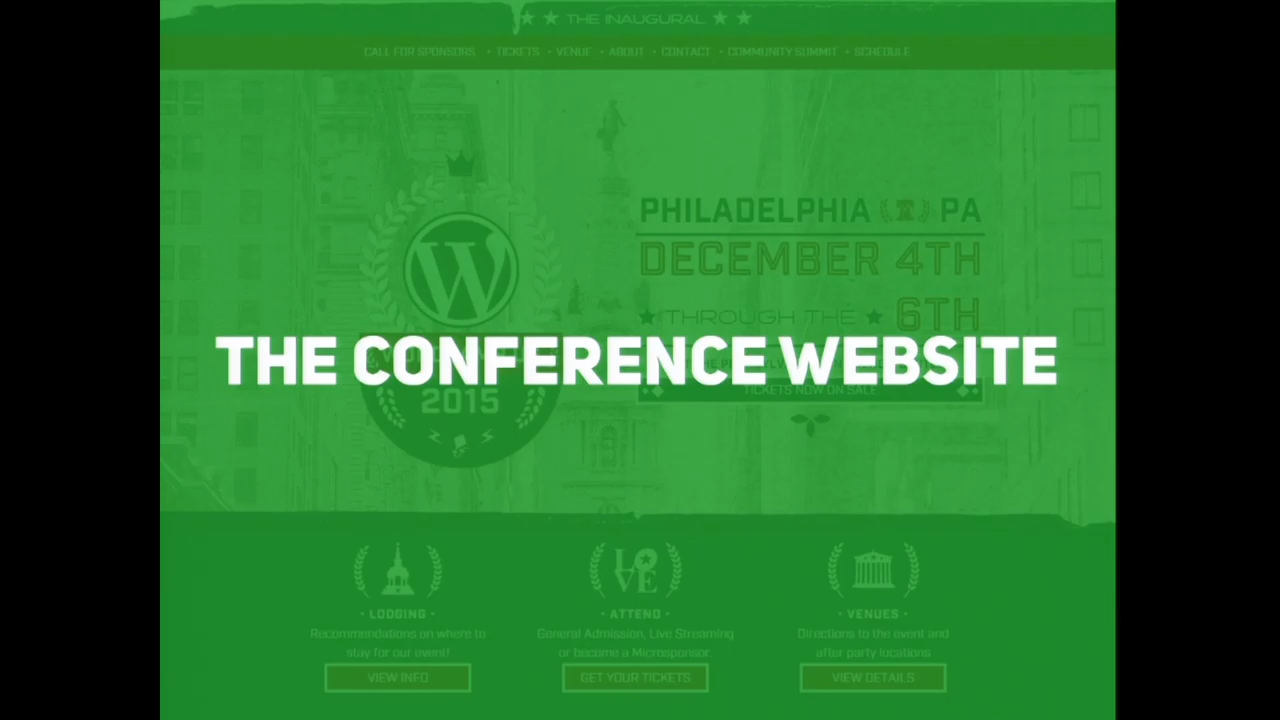 ★ ★ THE INAUGURAL ★ ★
CALL FOR SPONSORS • TICKETS • VENUE • ABOUT • CONTACT • COMMUNITY SUMMIT • SCHEDULE
PHILADELPHIA PA
DECEMBER 4TH
★ THROUGH THE ★ 6TH
THE CONFERENCE WEBSITE
TICKETS NOW ON SALE
2015
• LODGING •
Recommendations on where to
stay for our event!
VIEW INFO
LOVE
• ATTEND •
General Admission, Live Streaming
or become a Microsponsor.
GET YOUR TICKETS
• VENUES •
Directions to the event and
after party locations
VIEW DETAILS